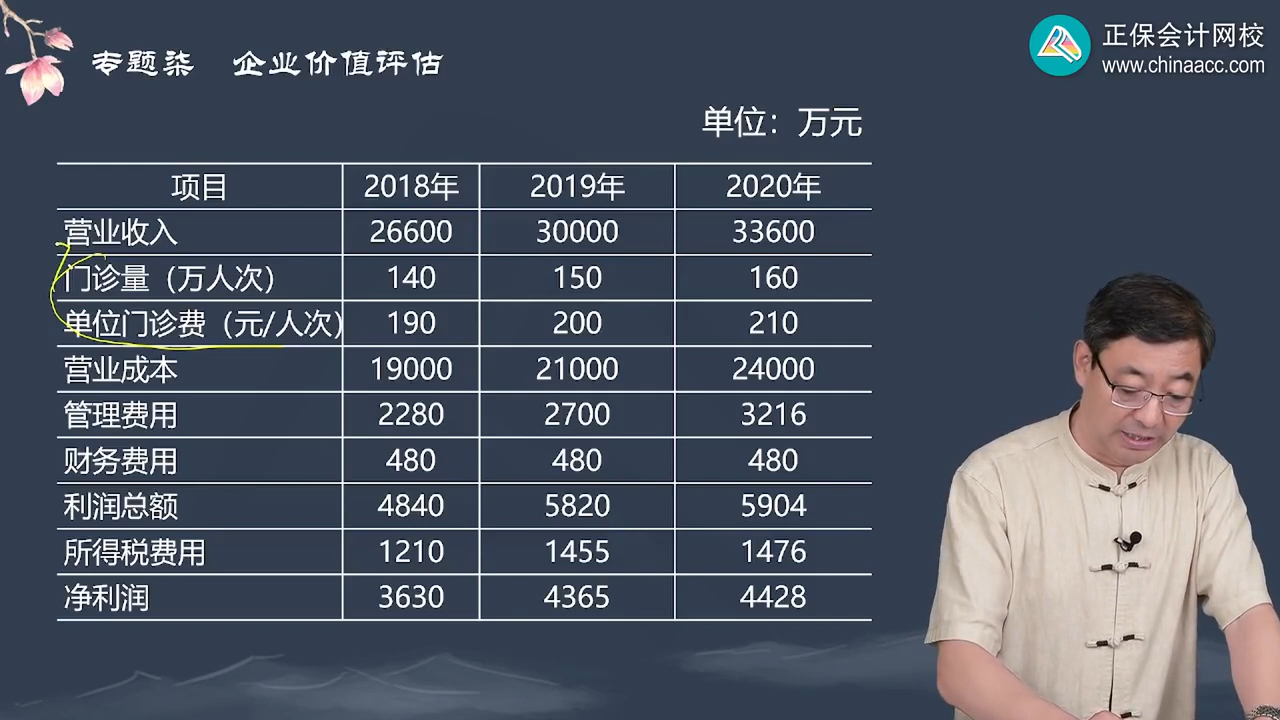 专题柒 企业价值评估
正保会计网校
www.chinaacc.com
单位：万元
项目 2018年 2019年 2020年
营业收入 26600 30000 33600
门诊量（万人次） 140 150 160
单位门诊费（元/人次） 190 200 210
营业成本 19000 21000 24000
管理费用 2280 2700 3216
财务费用 480 480 480
利润总额 4840 5820 5904
所得税费用 1210 1455 1476
净利润 3630 4365 4428